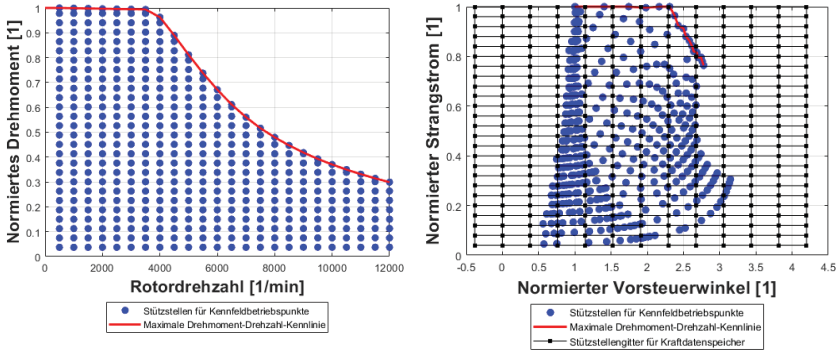 Normiertes Drehmoment [1]
1
0.9
0.8
0.7
0.6
0.5
0.4
0.3
0.2
0.1
0
0 2000 4000 6000 8000 10000 12000
Rotordrehzahl [1/min]
Stützstellen für Kennfeldbetriebspunkte
Maximale Drehmoment-Drehzahl-Kennlinie
Normierter Strangstrom [1]
1
0.8
0.6
0.4
0.2
0
-0.5 0 0.5 1 1.5 2 2.5 3 3.5 4 4.5
Normierter Vorsteuerwinkel [1]
Stützstellen für Kennfeldbetriebspunkte
Maximale Drehmoment-Drehzahl-Kennlinie
Stützstellengitter für Kraftdatenspeicher